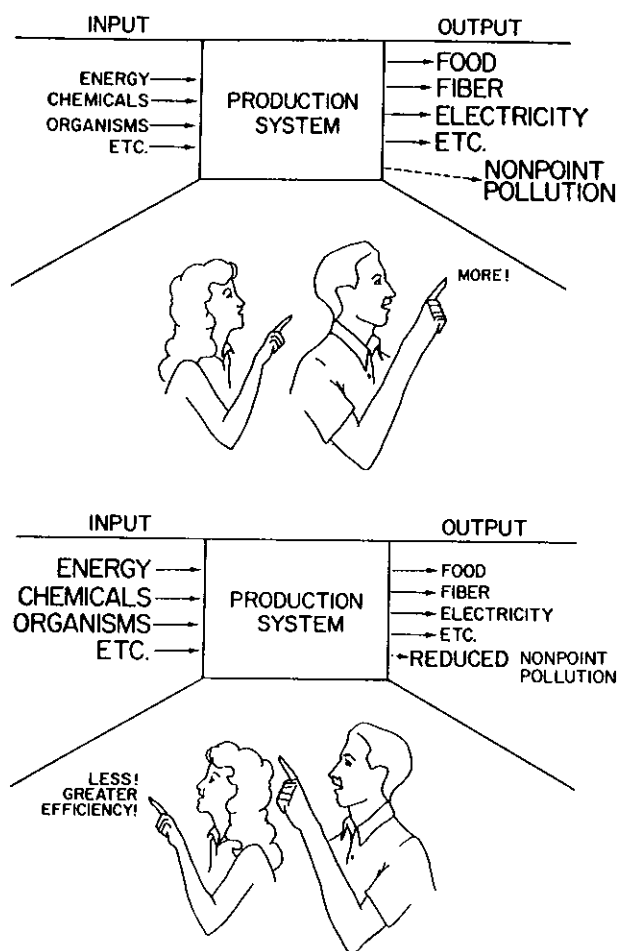 INPUT
OUTPUT
ENERGY
CHEMICALS
ORGANISMS
ETC.
PRODUCTION
SYSTEM
FOOD
FIBER
ELECTRICITY
ETC.
NONPOINT
POLLUTION
MORE!
INPUT
OUTPUT
ENERGY
CHEMICALS
ORGANISMS
ETC.
PRODUCTION
SYSTEM
FOOD
FIBER
ELECTRICITY
ETC.
REDUCED NONPOINT
POLLUTION
LESS!
GREATER
EFFICIENCY!